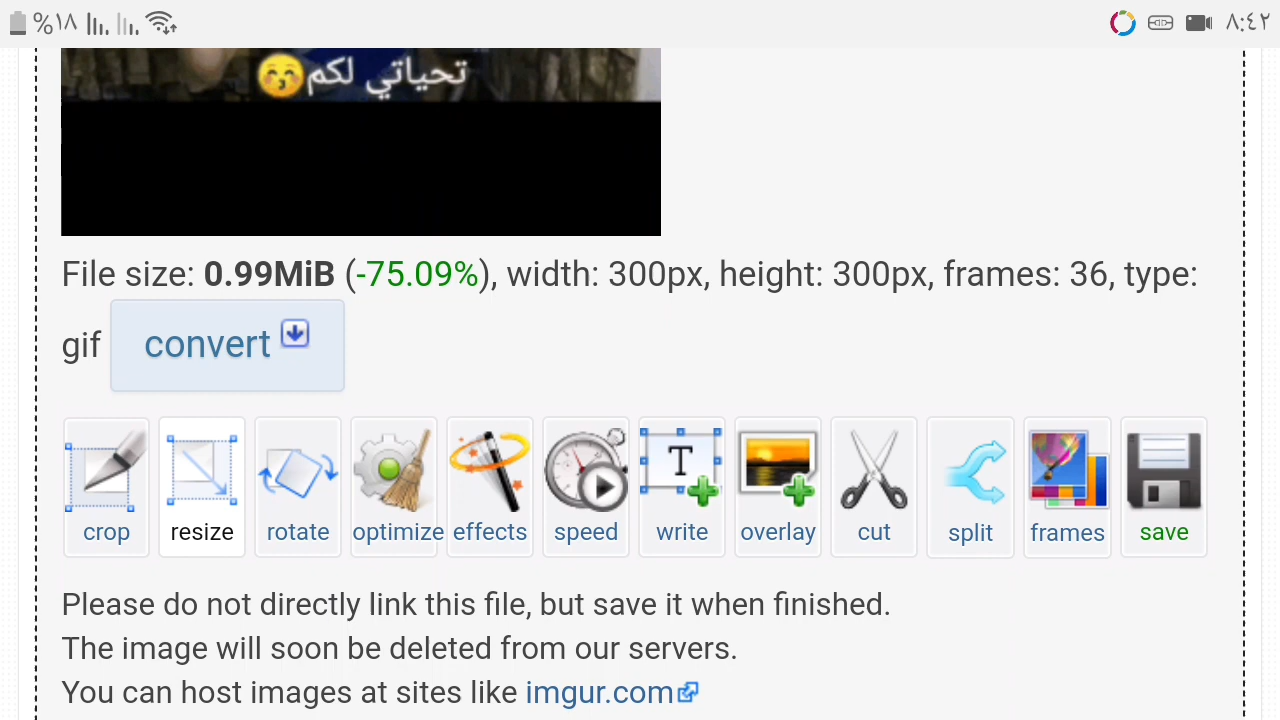 %١٨ ٨:٤٢
تحياتي لكم😚
File size: 0.99MiB (-75.09%), width: 300px, height: 300px, frames: 36, type:
gif convert
crop resize rotate optimize effects speed write overlay cut split frames save
Please do not directly link this file, but save it when finished.
The image will soon be deleted from our servers.
You can host images at sites like imgur.com